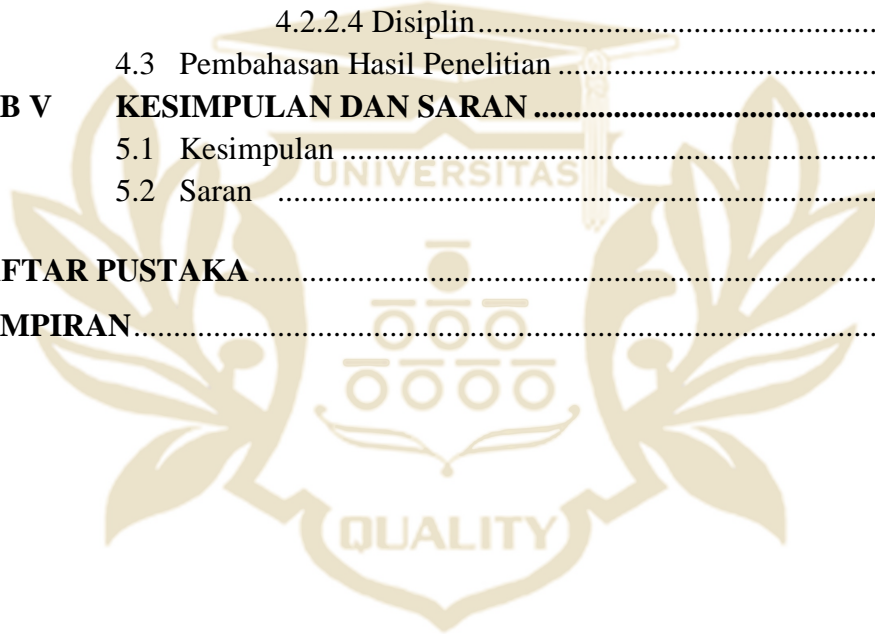 4.2.2.4 Disiplin........................................................
4.3 Pembahasan Hasil Penelitian ..........................................
B V KESIMPULAN DAN SARAN ............................................
5.1 Kesimpulan ........................................................................
5.2 Saran ..................................................................................
FTAR PUSTAKA....................................................................................
MPIRAN...................................................................................................
UNIVERSITAS
QUALITY